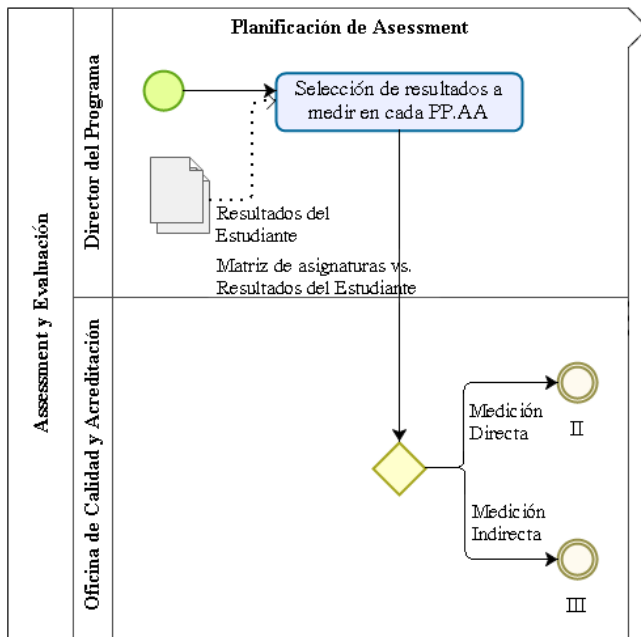 Planificación de Assessment
Assessment y Evaluación
Director del Programa
Selección de resultados a
medir en cada PP.AA
Resultados del
Estudiante
Matriz de asignaturas vs.
Resultados del Estudiante
Oficina de Calidad y Acreditación
Medición
Directa
II
Medición
Indirecta
III